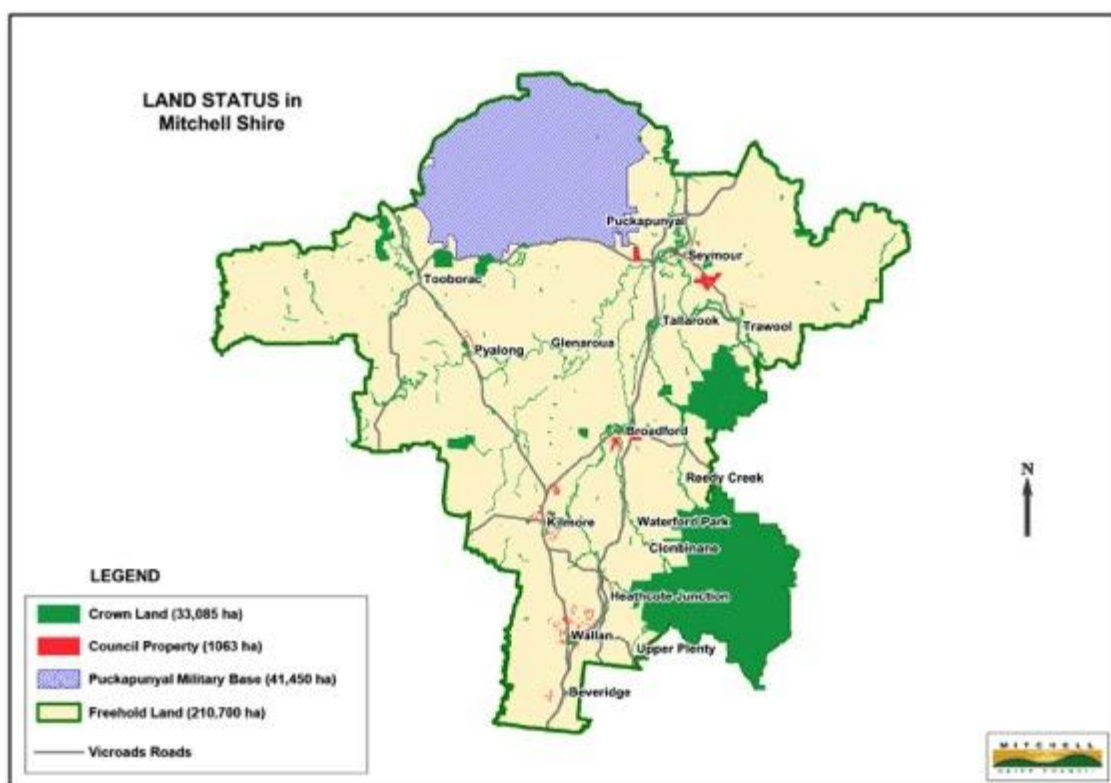 LAND STATUS in
Mitchell Shire
Puckapunyal
Seymour
Tooborac
Tallarook
Trawool
Glenaroua
Pyalong
Broadford
Reedy Creek
Kilmore
Waterford Park
Clonbinane
Heathcote Junction
Wallan
Upper Plenty
Beveridge
N
LEGEND
Crown Land (33,085 ha)
Council Property (1063 ha)
Puckapunyal Military Base (41,450 ha)
Freehold Land (210,700 ha)
Vicroads Roads
MITCHELL
SHIRE COUNCIL